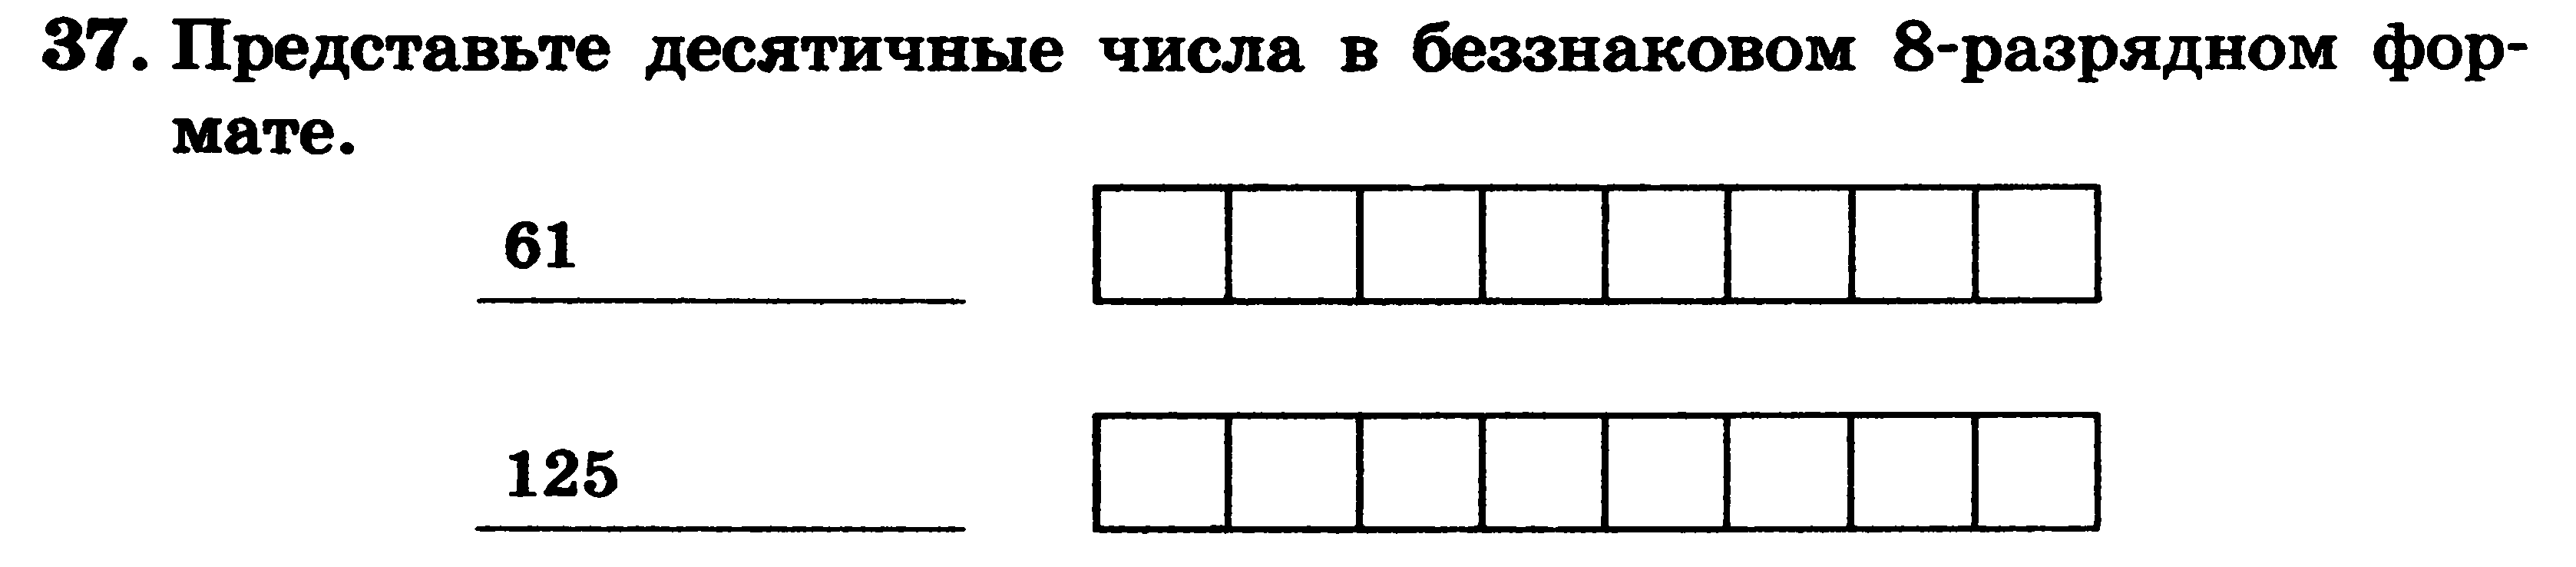 37. Представьте десятичные числа в беззнаковом 8-разрядном фор-
мате.
61
125